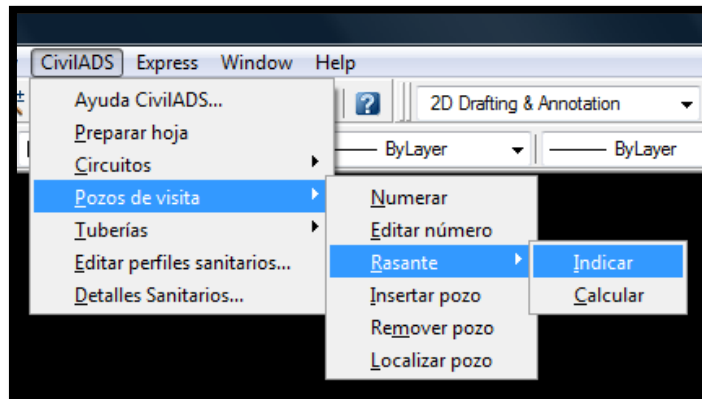 CivilADS Express Window Help
2D Drafting & Annotation
ByLayer ByLayer
Ayuda CivilADS...
Preparar hoja
Circuitos
Pozos de visita
Tuberías
Editar perfiles sanitarios...
Detalles Sanitarios...
Numerar
Editar número
Rasante
Insertar pozo
Remover pozo
Localizar pozo
Indicar
Calcular